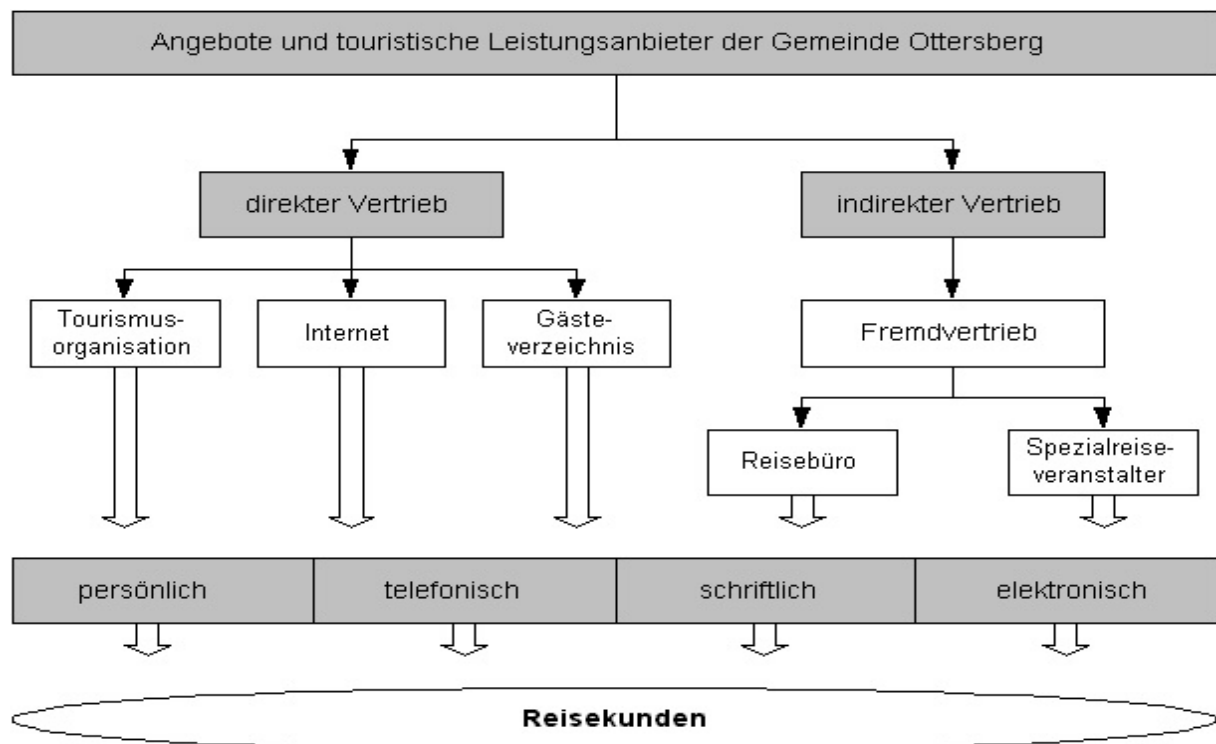 Angebote und touristische Leistungsanbieter der Gemeinde Ottersberg
direkter Vertrieb
indirekter Vertrieb
Tourismus-
organisation
Internet
Gäste-
verzeichnis
Fremdvertrieb
Reisebüro
Spezialreise-
veranstalter
persönlich
telefonisch
schriftlich
elektronisch
Reisekunden